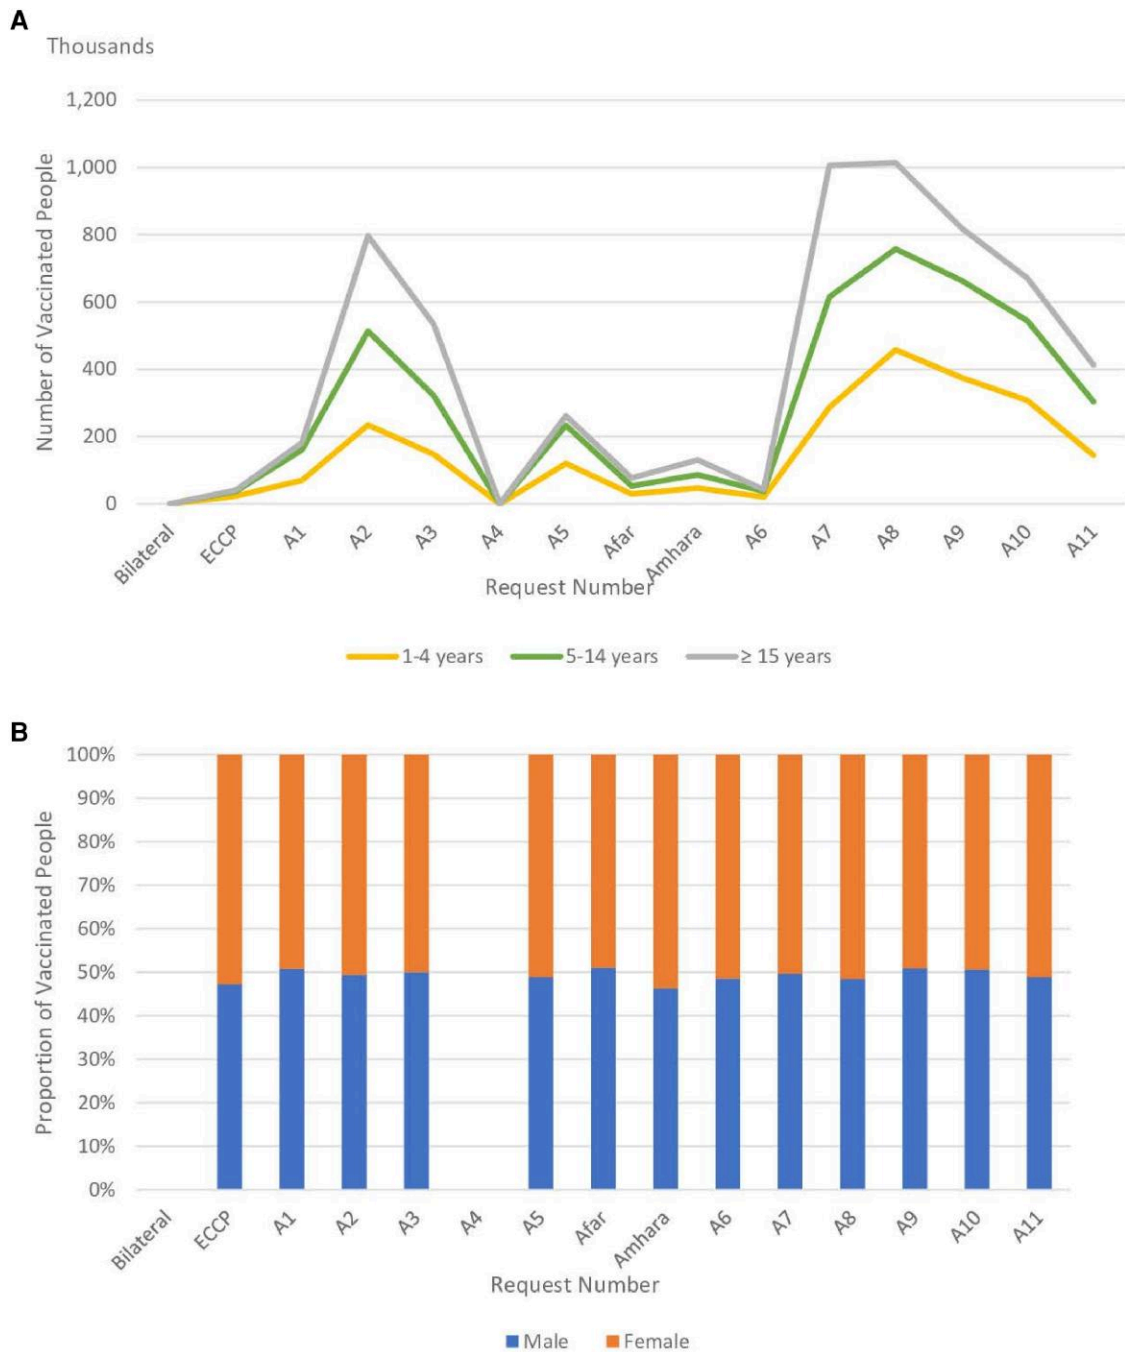 A
Thousands
1,200
1,000
800
600
400
200
0
Number of Vaccinated People
Bilateral
ECCP
A1
A2
A3
A4
A5
Afar
Amhara
A6
A7
A8
A9
A10
A11
Request Number
1-4 years
5-14 years
≥ 15 years
B
100%
90%
80%
70%
60%
50%
40%
30%
20%
10%
0%
Proportion of Vaccinated People
Bilateral
ECCP
A1
A2
A3
A4
A5
Afar
Amhara
A6
A7
A8
A9
A10
A11
Request Number
Male
Female